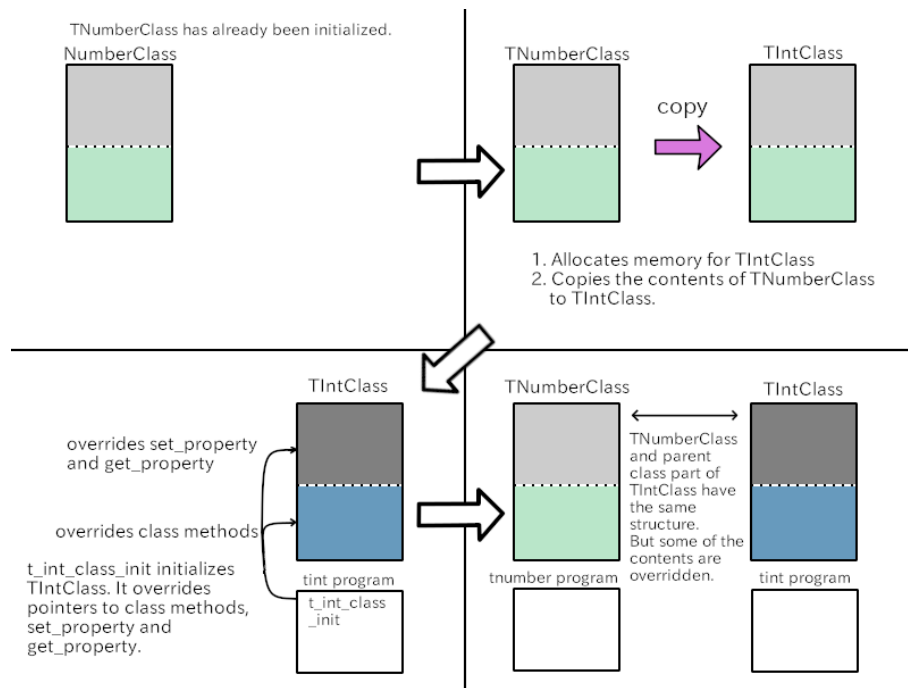 TNumberClass has already been initialized.
NumberClass
TNumberClass
TIntClass
copy
1. Allocates memory for TIntClass
2. Copies the contents of TNumberClass
to TIntClass.
TIntClass
overrides set_property
and get_property
overrides class methods
t_int_class_init initializes
TIntClass. It overrides
pointers to class methods,
set_property and
get_property.
tint program
t_int_class
_init
TNumberClass
TIntClass
TNumberClass
and parent
class part of
TIntClass have
the same
structure.
But some of the
contents are
overridden.
tnumber program
tint program